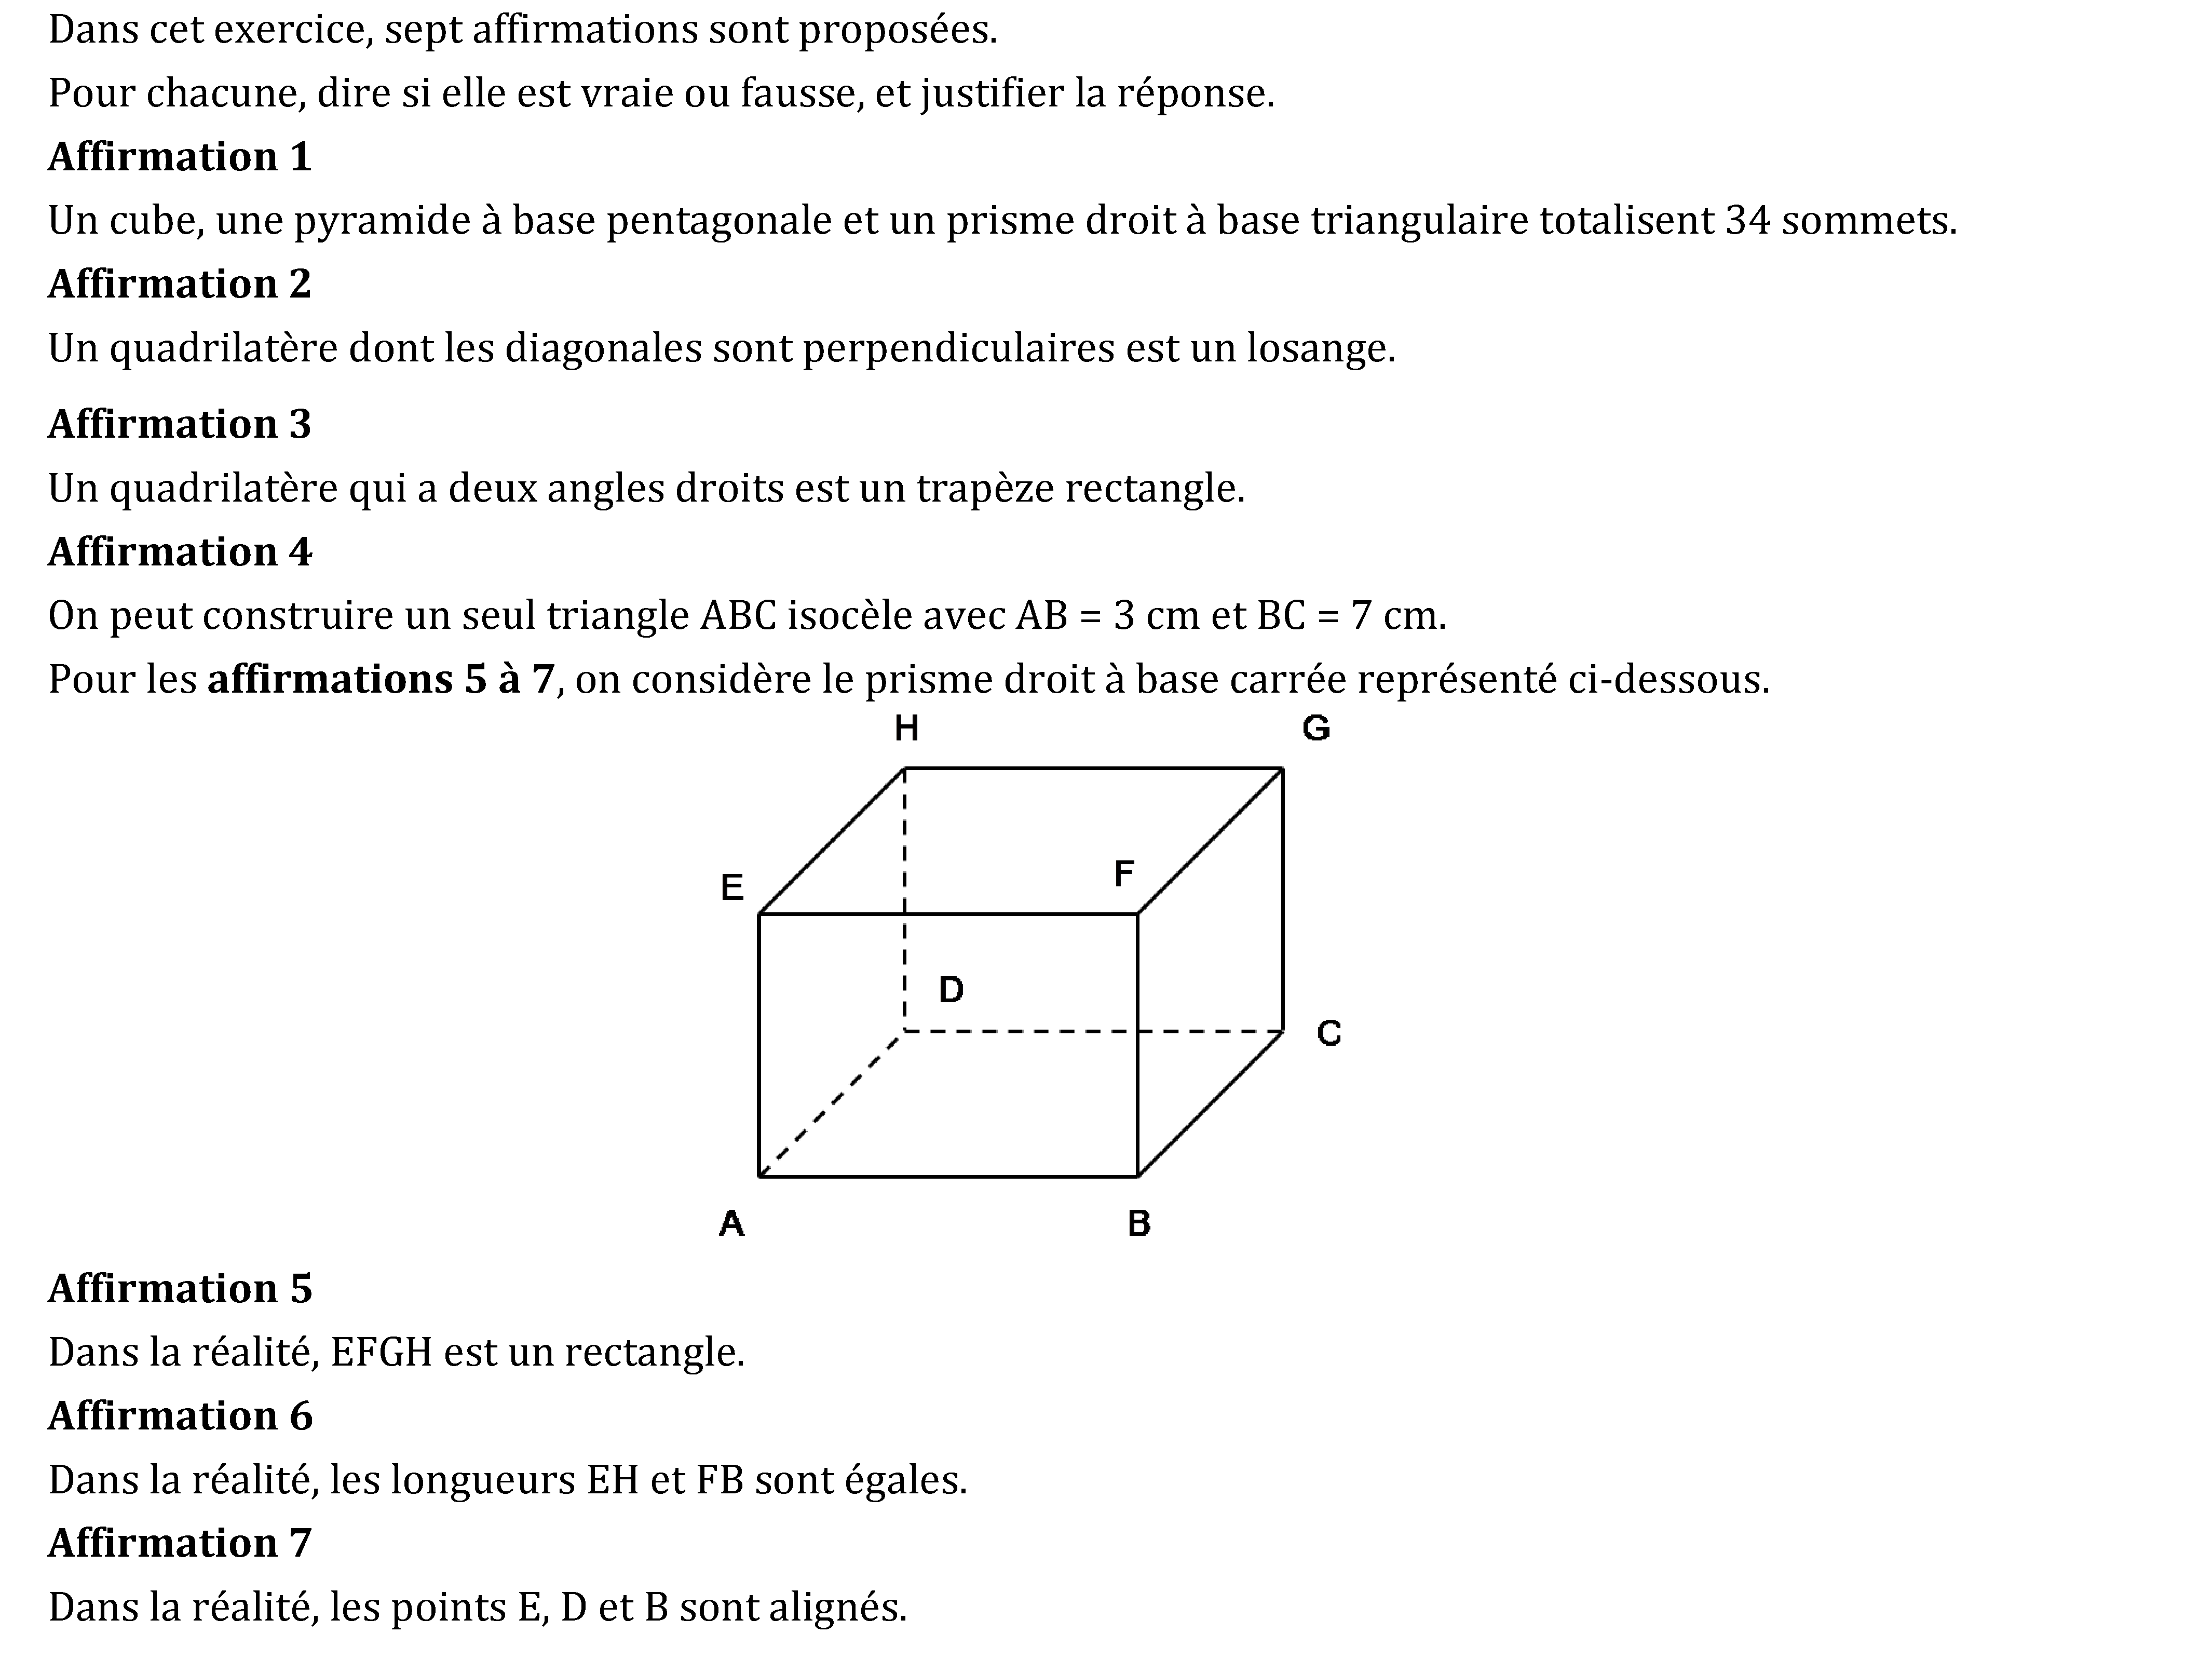 Dans cet exercice, sept affirmations sont proposées.
Pour chacune, dire si elle est vraie ou fausse, et justifier la réponse.
Affirmation 1
Un cube, une pyramide à base pentagonale et un prisme droit à base triangulaire totalisent 34 sommets.
Affirmation 2
Un quadrilatère dont les diagonales sont perpendiculaires est un losange.
Affirmation 3
Un quadrilatère qui a deux angles droits est un trapèze rectangle.
Affirmation 4
On peut construire un seul triangle ABC isocèle avec AB = 3 cm et BC = 7 cm.
Pour les affirmations 5 à 7, on considère le prisme droit à base carrée représenté ci-dessous.
H G
E F
D
C
A B
Affirmation 5
Dans la réalité, EFGH est un rectangle.
Affirmation 6
Dans la réalité, les longueurs EH et FB sont égales.
Affirmation 7
Dans la réalité, les points E, D et B sont alignés.